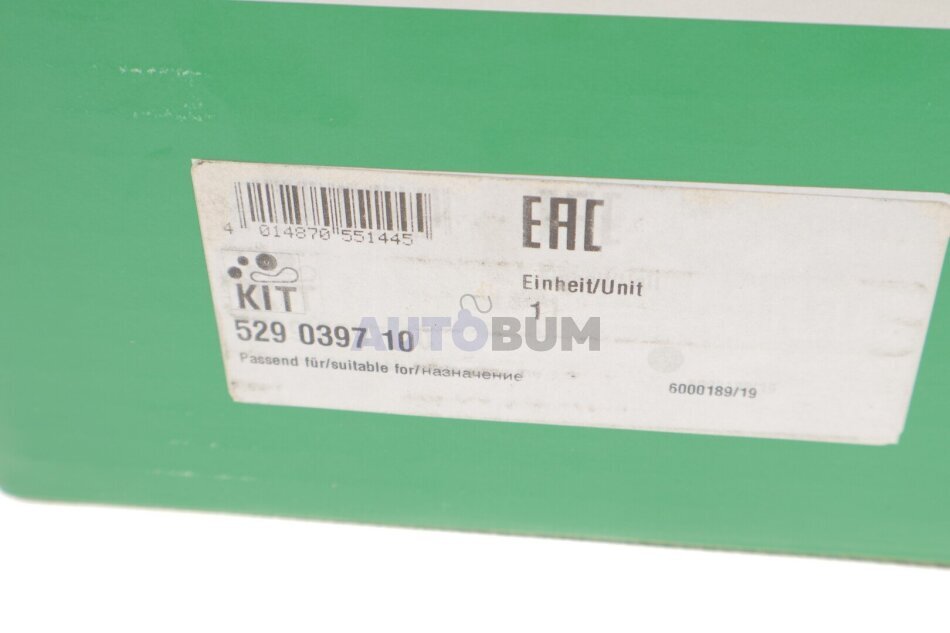 4 014870 551445
EAC
KIT
Einheit/Unit
1
529 0397 10
AUTOBUM
Passend für/suitable for/назначение
6000189/19